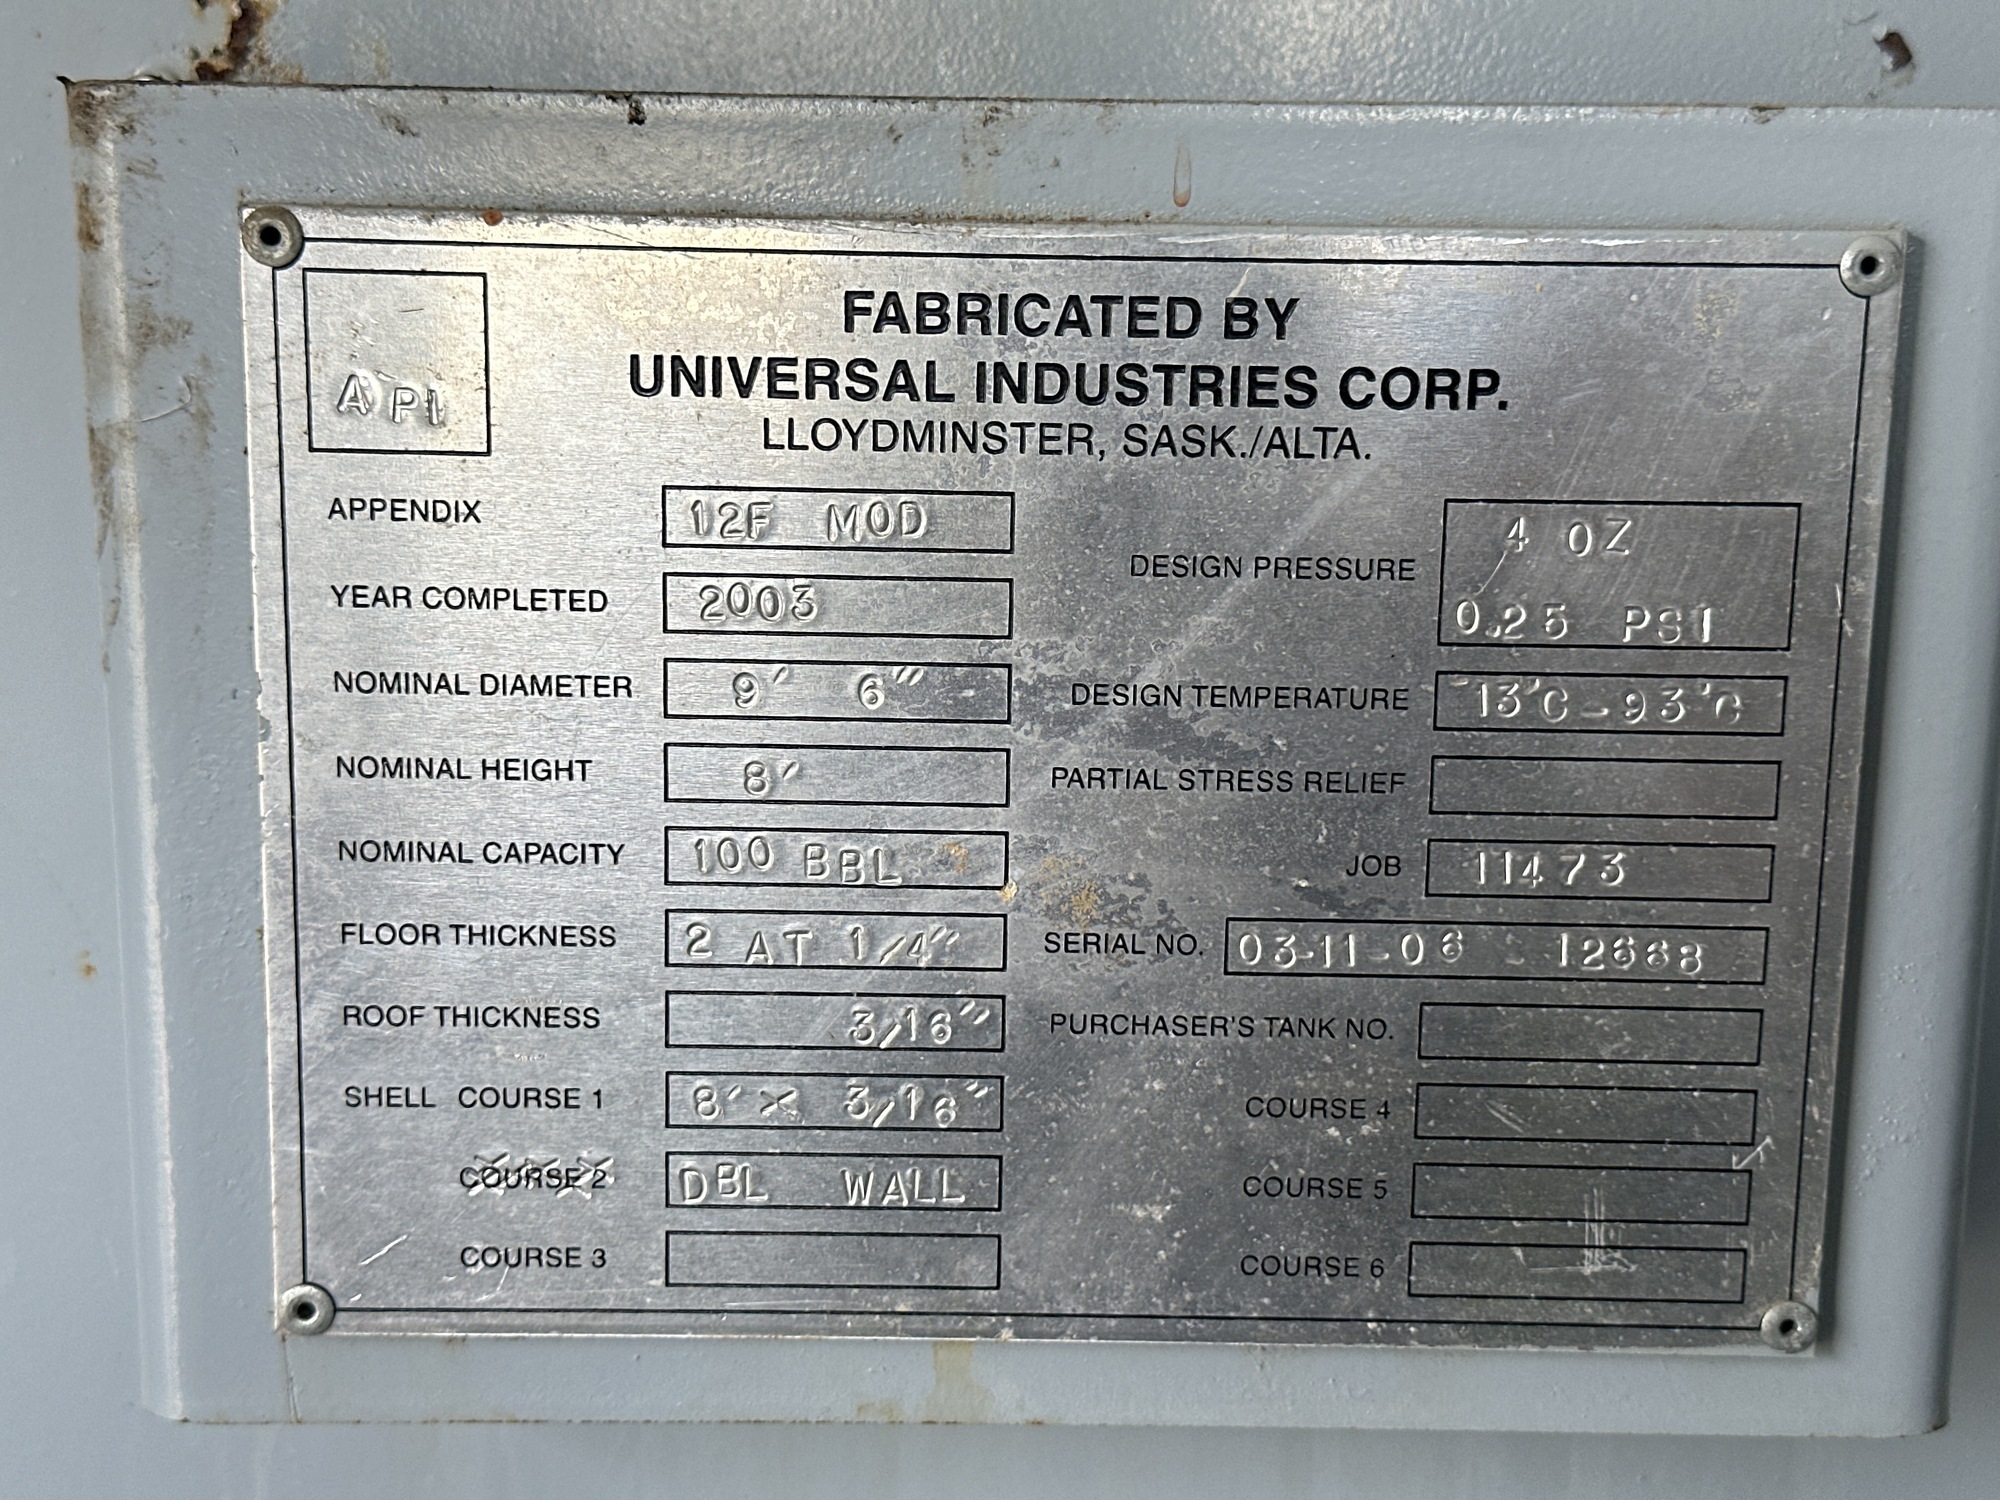 API
FABRICATED BY
UNIVERSAL INDUSTRIES CORP.
LLOYDMINSTER, SASK./ALTA.
APPENDIX 12F MOD
YEAR COMPLETED 2003
NOMINAL DIAMETER 9' 6"
NOMINAL HEIGHT 8'
NOMINAL CAPACITY 100 BBL
FLOOR THICKNESS 2 AT 1/4"
ROOF THICKNESS 3/16"
SHELL COURSE 1 8' X 3/16"
COURSE 2 DBL WALL
COURSE 3
DESIGN PRESSURE 4 OZ
0.25 PSI
DESIGN TEMPERATURE -13°C-93°C
PARTIAL STRESS RELIEF
JOB 11473
SERIAL NO. 03-11-06 - 12668
PURCHASER'S TANK NO.
COURSE 4
COURSE 5
COURSE 6